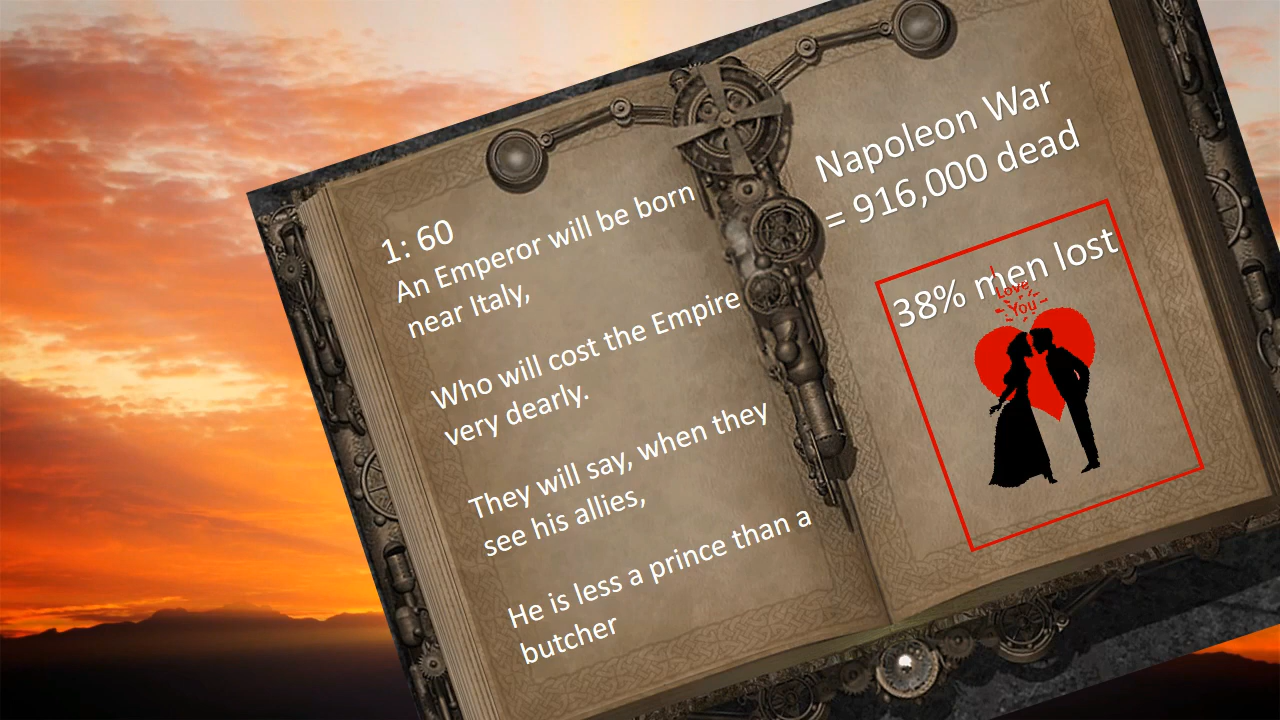 1: 60
An Emperor will be born
near Italy,
Who will cost the Empire
very dearly.
They will say, when they
see his allies,
He is less a prince than a
butcher
Napoleon War
= 916,000 dead
38% men lost
I
Love
You